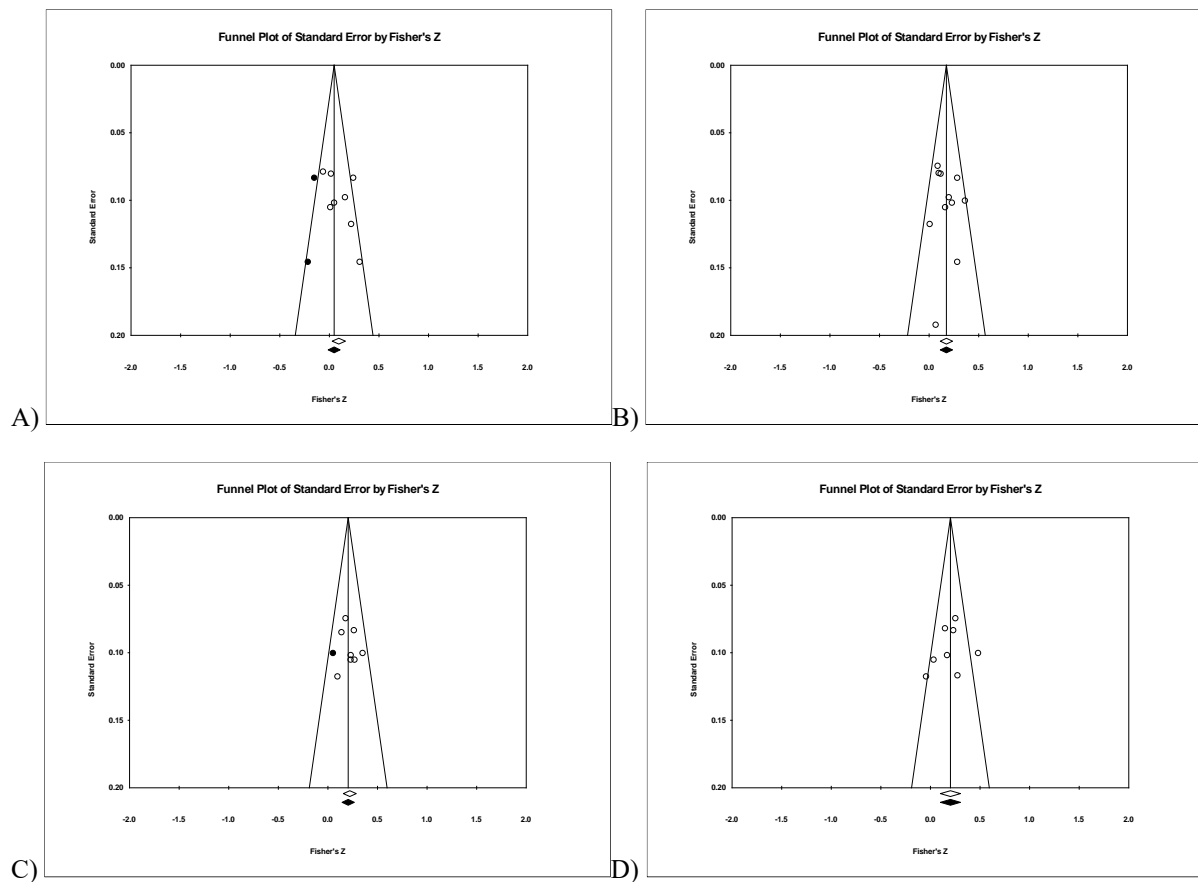 Funnel Plot of Standard Error by Fisher's Z
0.00
0.05
0.10
0.15
0.20
Standard Error
-2.0 -1.5 -1.0 -0.5 0.0 0.5 1.0 1.5 2.0
Fisher's Z
A)
Funnel Plot of Standard Error by Fisher's Z
0.00
0.05
0.10
0.15
0.20
Standard Error
-2.0 -1.5 -1.0 -0.5 0.0 0.5 1.0 1.5 2.0
Fisher's Z
B)
Funnel Plot of Standard Error by Fisher's Z
0.00
0.05
0.10
0.15
0.20
Standard Error
-2.0 -1.5 -1.0 -0.5 0.0 0.5 1.0 1.5 2.0
Fisher's Z
C)
Funnel Plot of Standard Error by Fisher's Z
0.00
0.05
0.10
0.15
0.20
Standard Error
-2.0 -1.5 -1.0 -0.5 0.0 0.5 1.0 1.5 2.0
Fisher's Z
D)